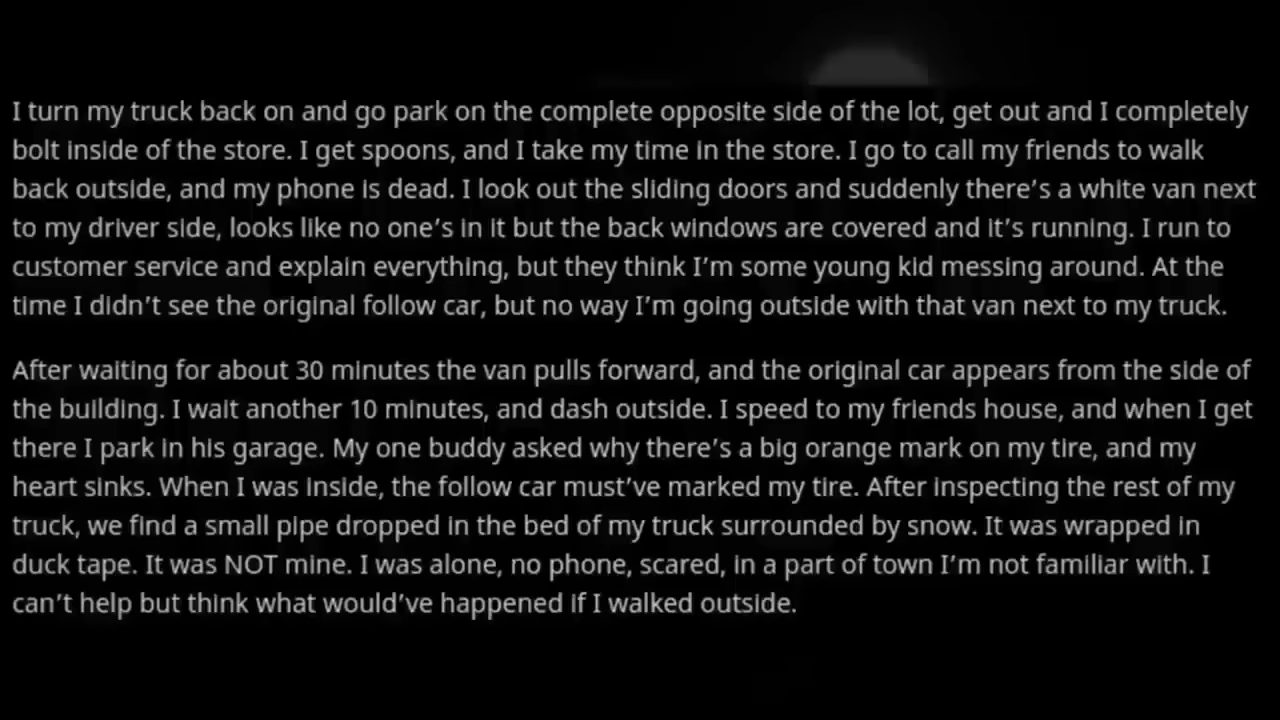 I turn my truck back on and go park on the complete opposite side of the lot, get out and I completely
bolt inside of the store. I get spoons, and I take my time in the store. I go to call my friends to walk
back outside, and my phone is dead. I look out the sliding doors and suddenly there's a white van next
to my driver side, looks like no one's in it but the back windows are covered and it's running. I run to
customer service and explain everything, but they think I'm some young kid messing around. At the
time I didn't see the original follow car, but no way I'm going outside with that van next to my truck.
After waiting for about 30 minutes the van pulls forward, and the original car appears from the side of
the building. I wait another 10 minutes, and dash outside. I speed to my friends house, and when I get
there I park in his garage. My one buddy asked why there's a big orange mark on my tire, and my
heart sinks. When I was inside, the follow car must've marked my tire. After inspecting the rest of my
truck, we find a small pipe dropped in the bed of my truck surrounded by snow. It was wrapped in
duck tape. It was NOT mine. I was alone, no phone, scared, in a part of town I'm not familiar with. I
can't help but think what would've happened if I walked outside.